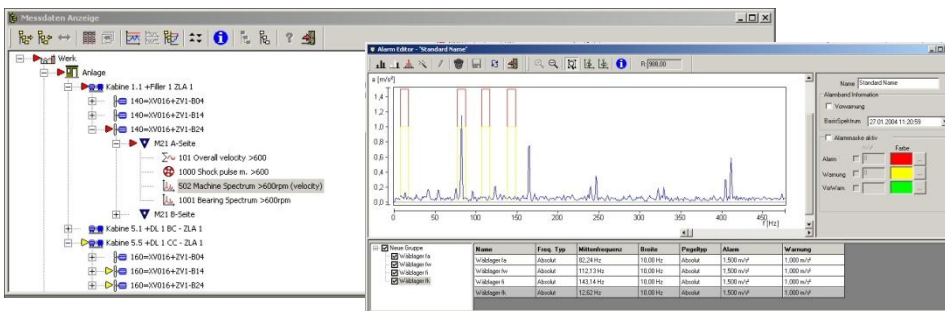 Messdaten Anzeige
Werk
Anlage
Kabine 1.1 +Filler 1 ZLA 1
140=XV016+ZV1-B04
140=XV016+ZV1-B14
140=XV016+ZV1-B24
M21 A-Seite
101 Overall velocity >600
1000 Shock pulse m. >600
502 Machine Spectrum >600rpm (velocity)
1001 Bearing Spectrum >600rpm
M21 B-Seite
Kabine 5.1 +DL 1 BC - ZLA 1
Kabine 5.5 +DL 1 CC - ZLA 1
160=XV016+ZV1-B04
160=XV016+ZV1-B14
160=XV016+ZV1-B24
Alarm Editor - "Standard Name"
R: 908,00
a [m/s²]
1,4
1,2
1,0
0,8
0,6
0,4
0,2
0,0
0 50 100 150 200 250 300 350 400 450
f [Hz]
Name Standard Name
Alarmband Information
Vorwarnung
BasisSpektrum 27.01.2004 11:20:59
Alarmmaske aktiv
Farbe
Alarm
Warnung
VorWarn.
Neue Gruppe
Wälzlager fa
Wälzlager fw
Wälzlager fi
Wälzlager fk
Name Freq. Typ Mittenfrequenz Breite Pegeltyp Alarm Warnung
Wälzlager fa Absolut 82,24 Hz 10,00 Hz Absolut 1,500 m/s² 1,000 m/s²
Wälzlager fw Absolut 112,13 Hz 10,00 Hz Absolut 1,500 m/s² 1,000 m/s²
Wälzlager fi Absolut 143,14 Hz 10,00 Hz Absolut 1,500 m/s² 1,000 m/s²
Wälzlager fk Absolut 12,62 Hz 10,00 Hz Absolut 1,500 m/s² 1,000 m/s²